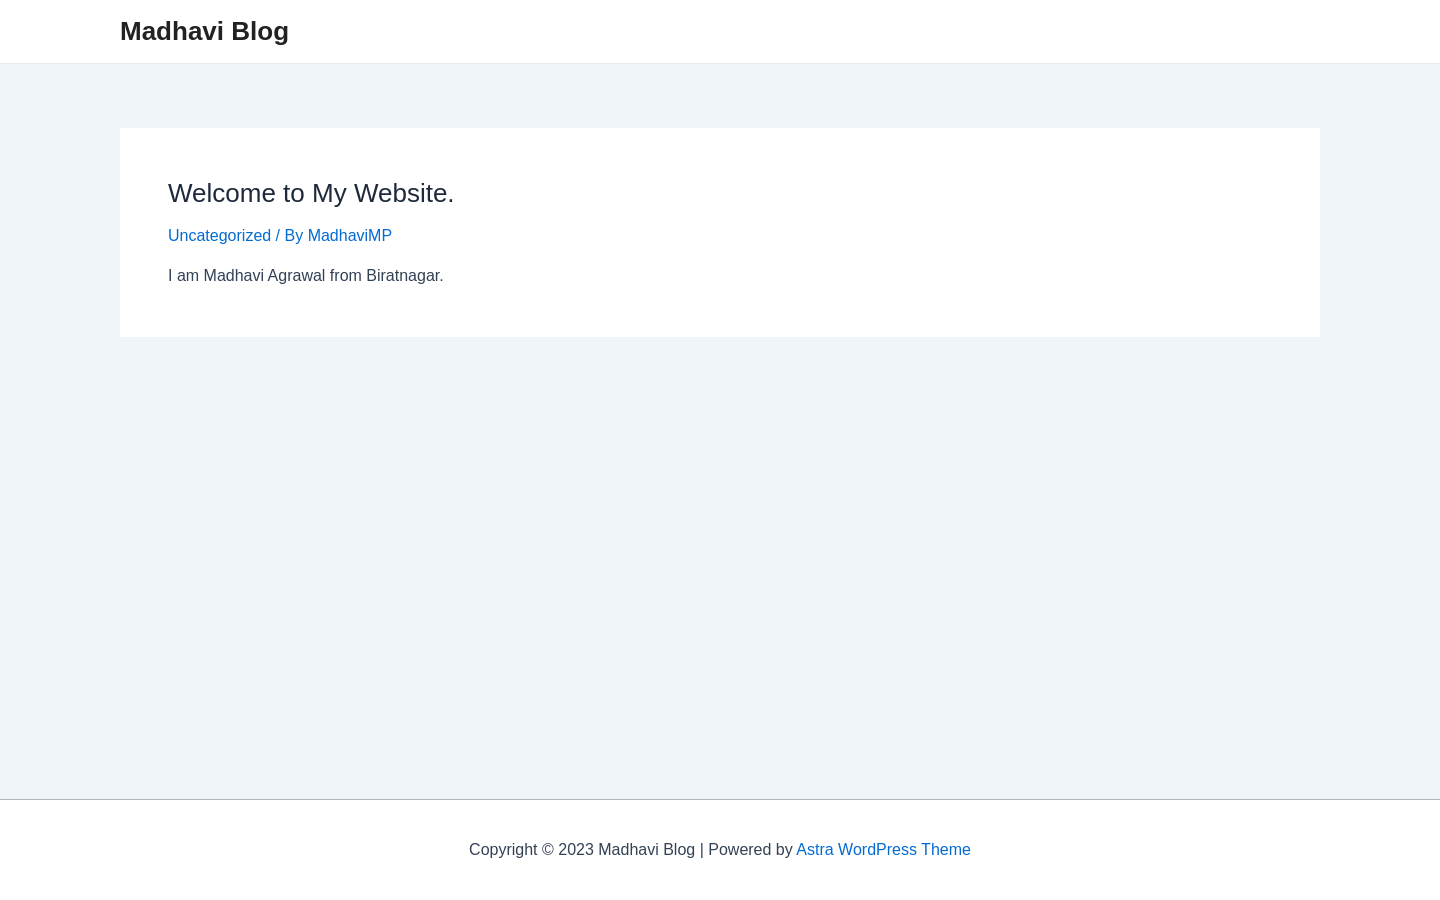 Madhavi Blog
Welcome to My Website.
Uncategorized / By MadhaviMP
I am Madhavi Agrawal from Biratnagar.
Copyright © 2023 Madhavi Blog | Powered by Astra WordPress Theme